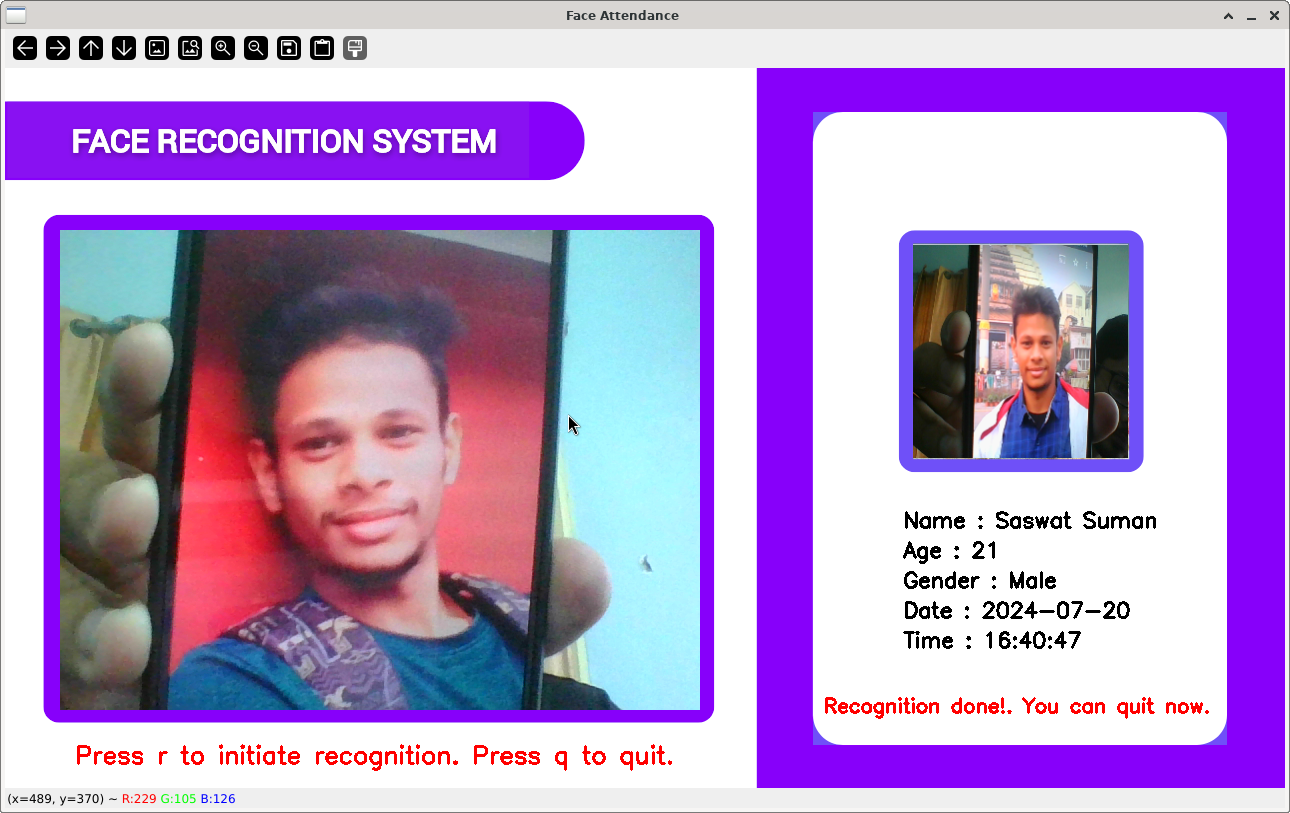 Face Attendance
FACE RECOGNITION SYSTEM
Name : Saswat Suman
Age : 21
Gender : Male
Date : 2024-07-20
Time : 16:40:47
Recognition done!. You can quit now.
Press r to initiate recognition. Press q to quit.
(x=489, y=370) ~ R:229 G:105 B:126